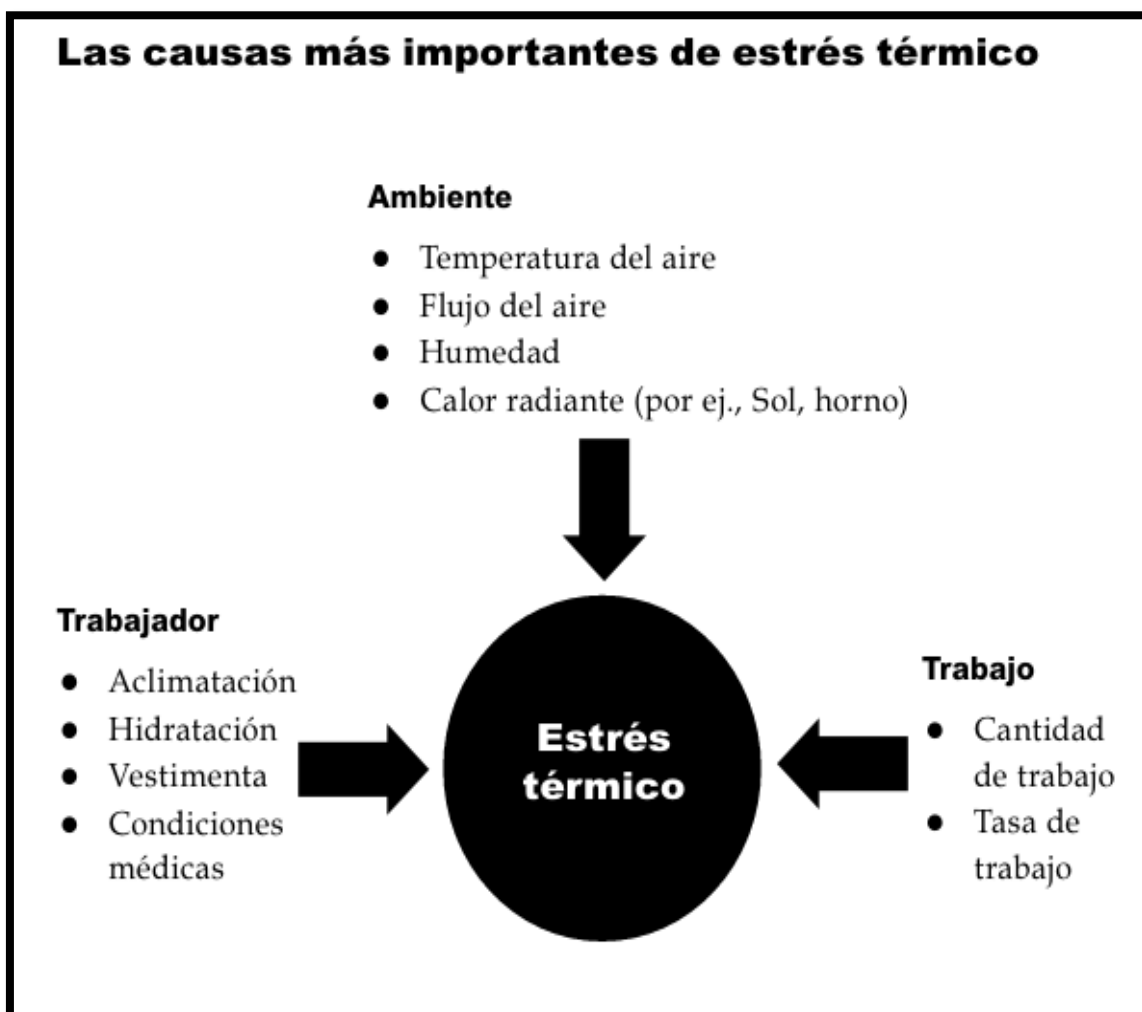 Las causas más importantes de estrés térmico
Ambiente
● Temperatura del aire
● Flujo del aire
● Humedad
● Calor radiante (por ej., Sol, horno)
Trabajador
● Aclimatación
● Hidratación
● Vestimenta
● Condiciones
médicas
Estrés
térmico
Trabajo
● Cantidad
de trabajo
● Tasa de
trabajo